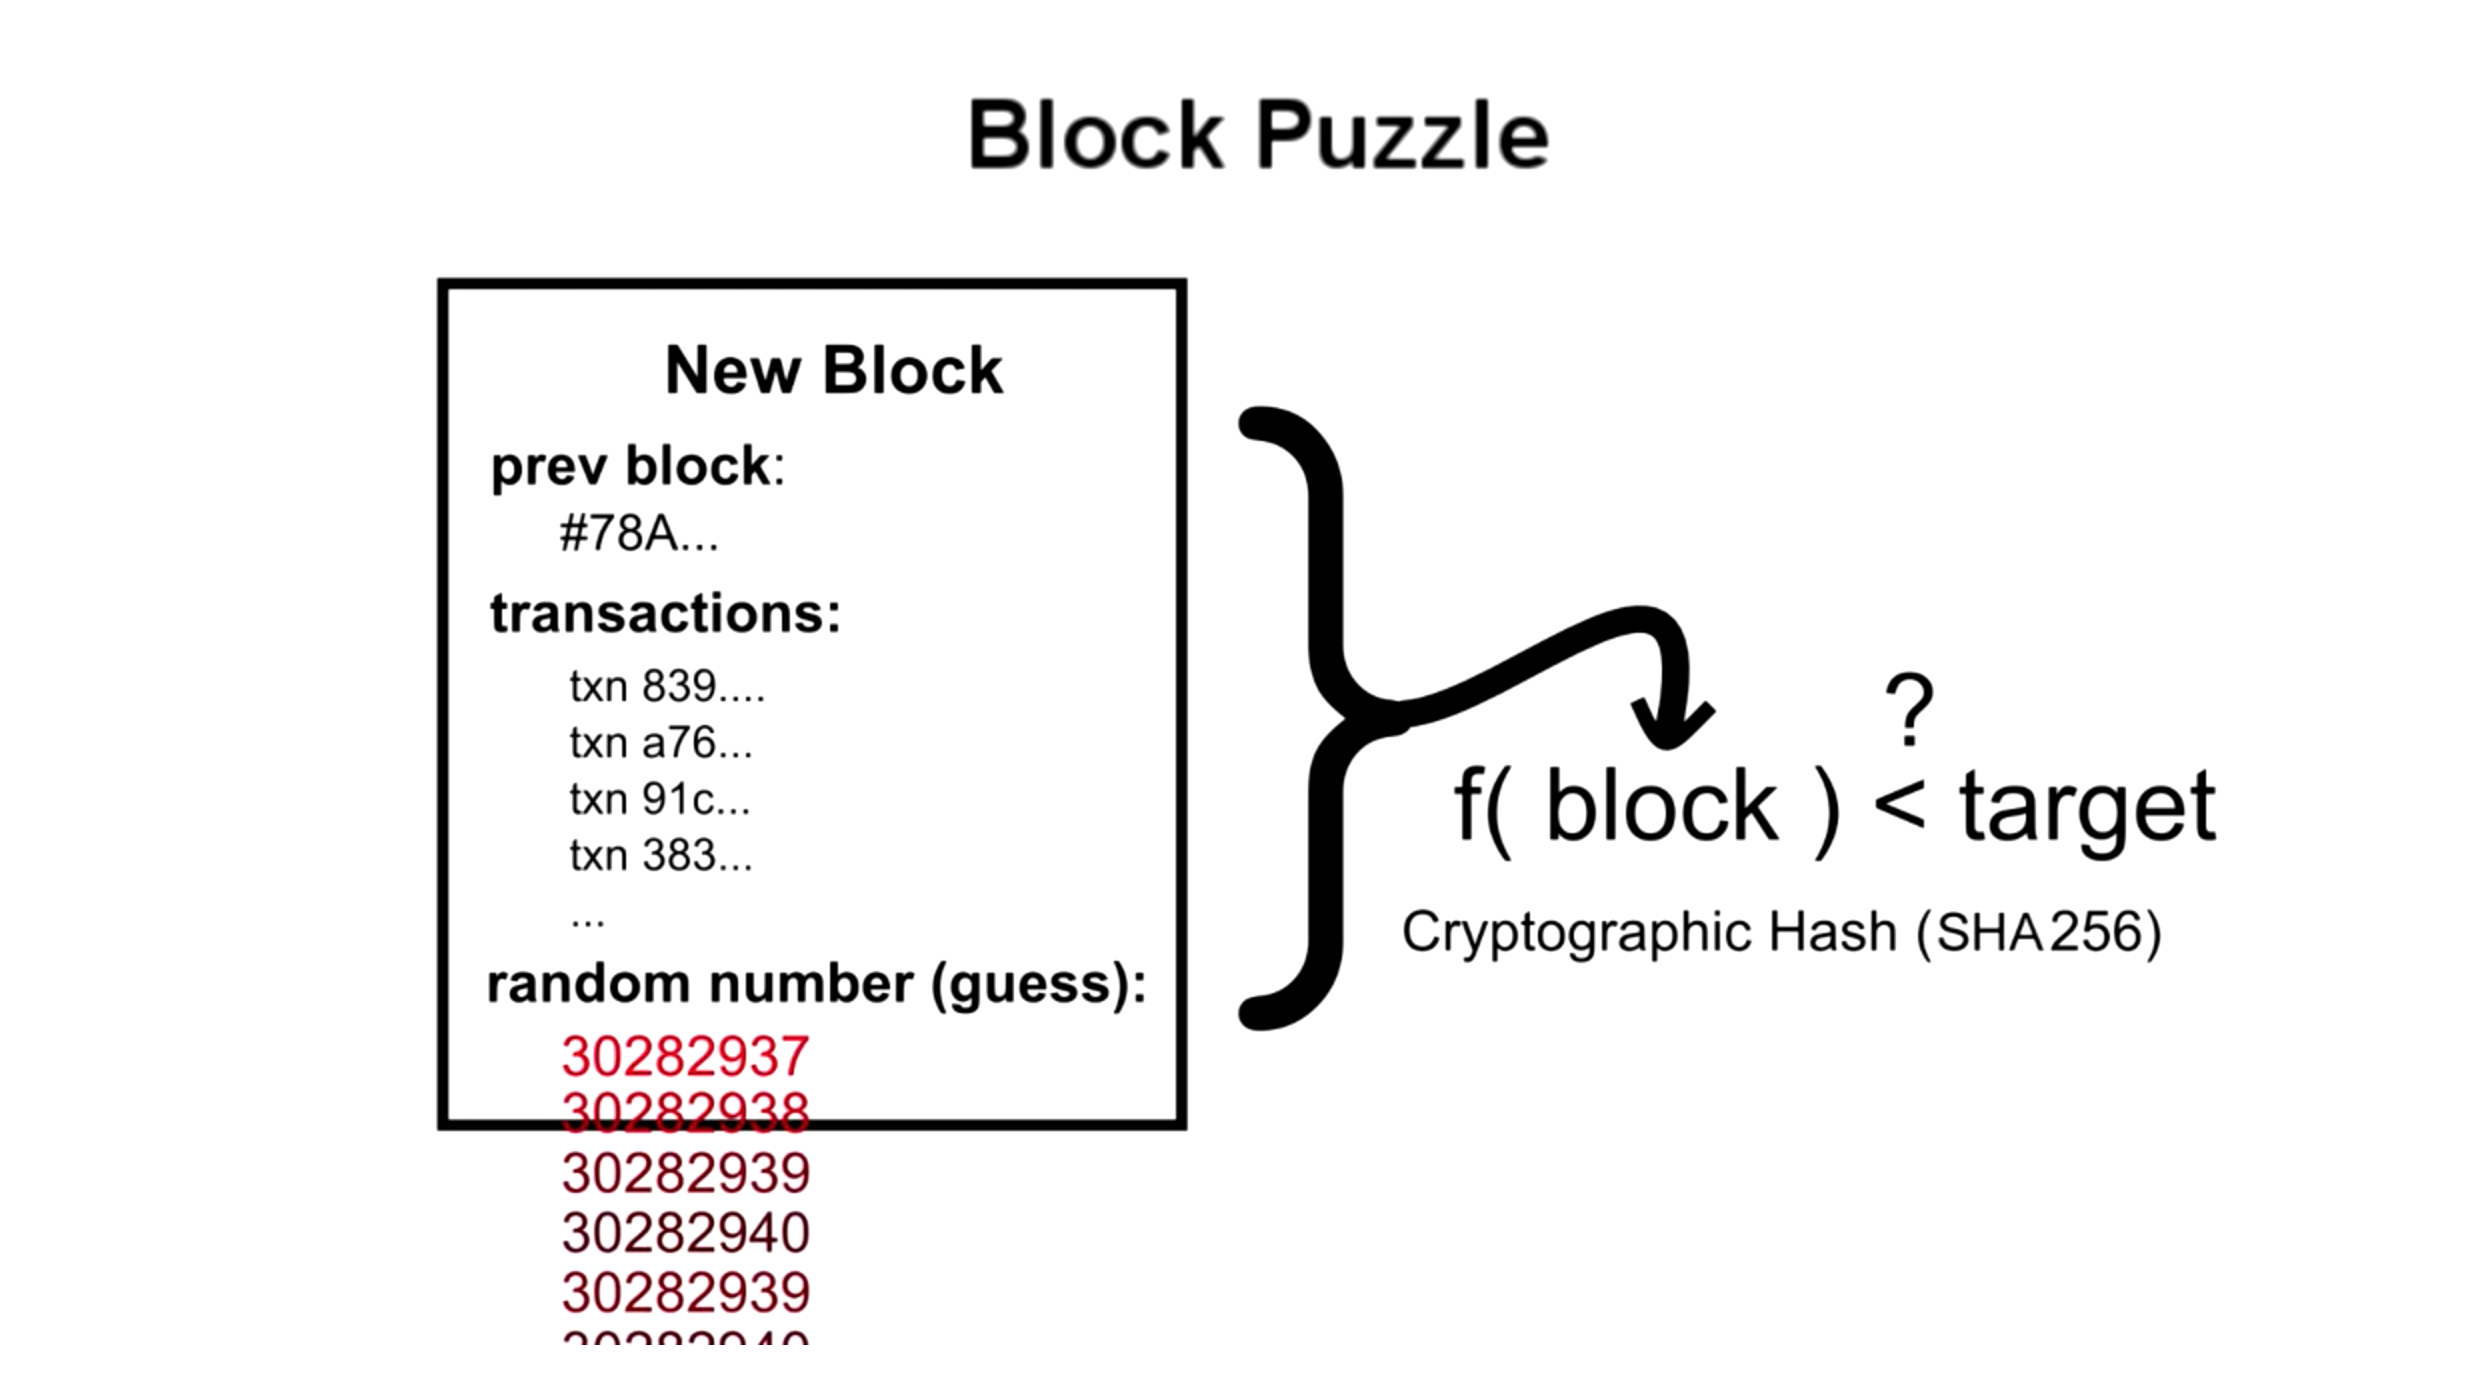 Block Puzzle
New Block
prev block:
#78A...
transactions:
txn 839....
txn a76...
txn 91c...
txn 383...
...
random number (guess):
30282937
30282938
30282939
30282940
30282939
?
f( block ) < target
Cryptographic Hash (SHA256)